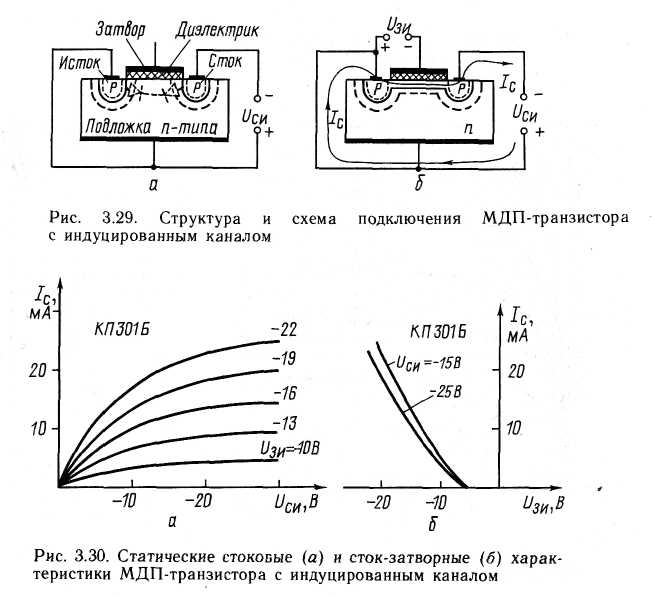 Затвор
Диэлектрик
Исток
Сток
P
P
−
Uси
+
Подложка n-типа
а
Uзи
+ −
P
P
Iс
Iс
−
Uси
+
n
б
Рис. 3.29. Структура и схема подключения МДП-транзистора
с индуцированным каналом
Iс,
мА
КП301Б
20
10
−22
−19
−16
−13
Uзи=−10В
−10 −20 Uси, В
а
КП301Б
Iс,
мА
Uси=−15В
−25В
20
10
−20 −10 Uзи, В
б
Рис. 3.30. Статические стоковые (а) и сток-затворные (б) харак-
теристики МДП-транзистора с индуцированным каналом